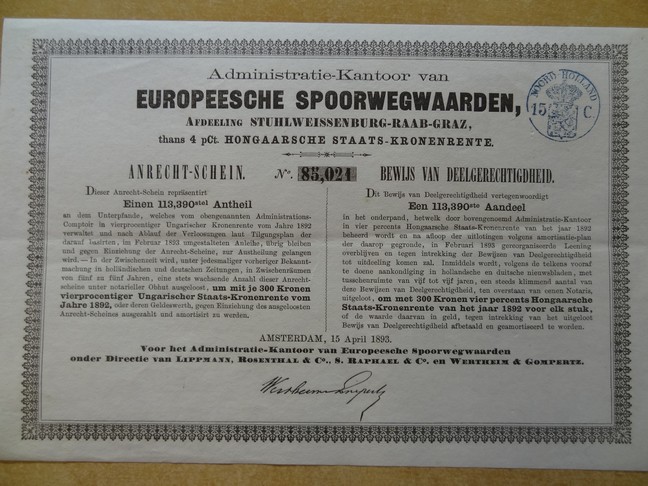 Administratie-Kantoor van
EUROPEESCHE SPOORWEGWAARDEN,
AFDEELING STUHLWEISSENBURG-RAAB-GRAZ,
thans 4 pCt. HONGAARSCHE STAATS-KRONENRENTE.
NOORD HOLLAND
15 C.
ANRECHT-SCHEIN.
No. 85,021
BEWIJS VAN DEELGERECHTIGDHEID.
Dieser Anrecht-Schein repräsentirt
Einen 113,390stel Antheil
an dem Unterpfande, welches vom obengenannten Administrations-
Comptoir in vierprocentiger Ungarischer Kronenrente vom Jahre 1892
verwaltet und nach Ablauf der Verloosungen laut Tilgungsplan der
darauf basirten, im Februar 1893 umgestalteten Anleihe, übrig bleiben
und gegen Einziehung der Anrecht-Scheine, zur Austheilung gelangen
wird. — In der Zwischenzeit wird, unter jedesmaliger vorheriger Bekannt-
machung in holländischen und deutschen Zeitungen, in Zwischenräumen
von fünf zu fünf Jahren, eine stets wachsende Anzahl dieser Anrecht-
scheine unter notarieller Obhut ausgeloost, um mit je 300 Kronen
vierprocentiger Ungarischer Staats-Kronenrente vom
Jahre 1892, oder deren Geldeswerth, gegen Einziehung des ausgeloosten
Anrecht-Scheines ausgezahlt und amortisirt zu werden.
Dit Bewijs van Deelgerechtigdheid vertegenwoordigt
Een 113,390ste Aandeel
in het onderpand, hetwelk door bovengenoemd Administratie-Kantoor
in vier percents Hongaarsche Staats-Kronenrente van het jaar 1892
beheerd wordt en na afloop der uitlotingen volgens amortisatie-plan
der daarop gegronde, in Februari 1893 gereorganiseerde Leening
overblijven en tegen intrekking der Bewijzen van Deelgerechtigdheid
tot uitdeeling komen zal. Inmiddels wordt, volgens de telkens vooraf
te doene aankondiging in hollandsche en duitsche nieuwsbladen, met
tusschenruimte van vijf tot vijf jaren, een steeds klimmend aantal van
deze Bewijzen van Deelgerechtigdheid, ten overstaan van eenen Notaris,
uitgeloot, om met 300 Kronen vier percents Hongaarsche
Staats-Kronenrente van het jaar 1892 voor elk stuk,
of de waarde daarvan in geld, tegen intrekking van het uitgeloot
Bewijs van Deelgerechtigdheid afbetaald en geamortiseerd te worden.
AMSTERDAM, 15 April 1893.
Voor het Administratie-Kantoor van Europeesche Spoorwegwaarden
onder Directie van LIPPMANN, ROSENTHAL & Co., S. RAPHAEL & Co. en WERTHEIM & GOMPERTZ.
Wertheim & Gompertz